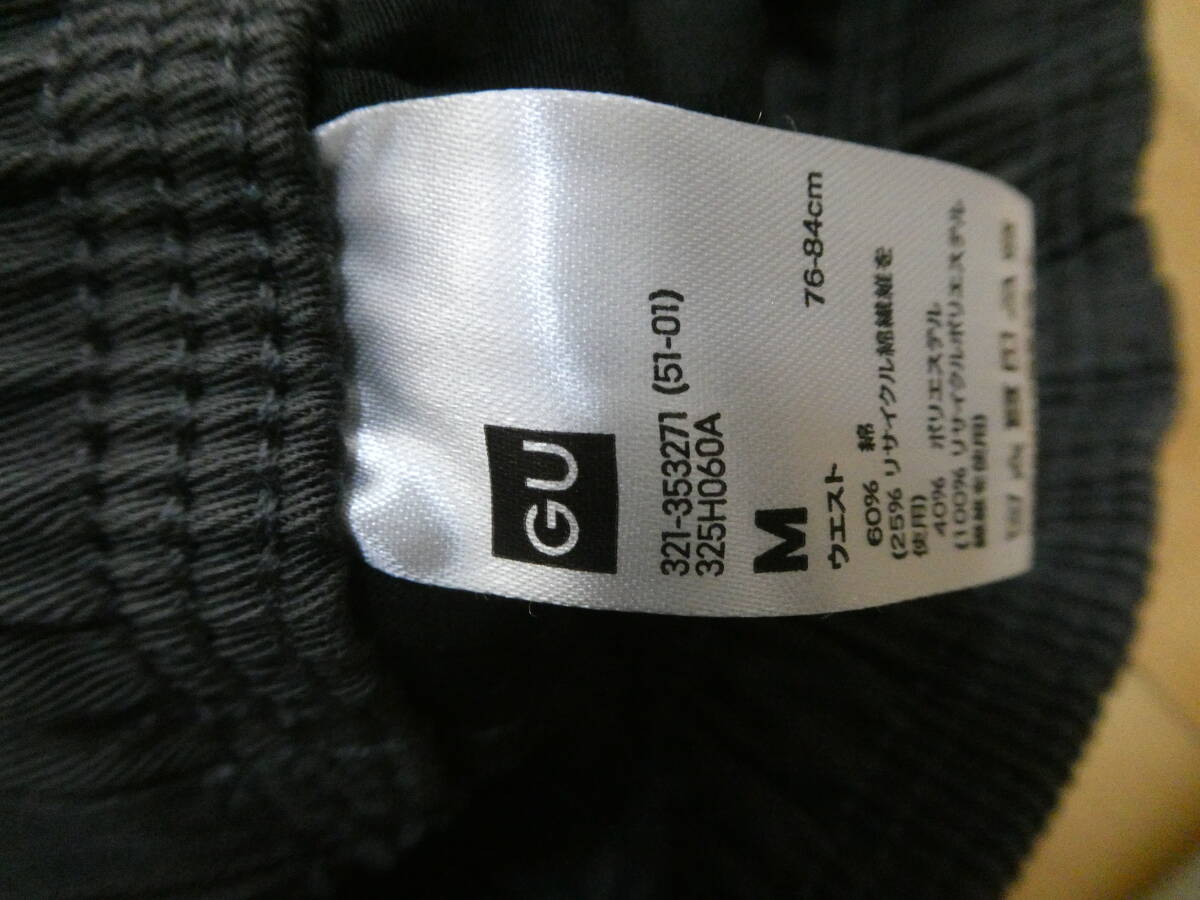 GU
321-353271 (51-01)
325H060A
M
ウエスト 76-84cm
60% 綿
(25% リサイクル綿繊維を
使用)
40% ポリエステル
(100% リサイクルポリエステル
繊維を使用)